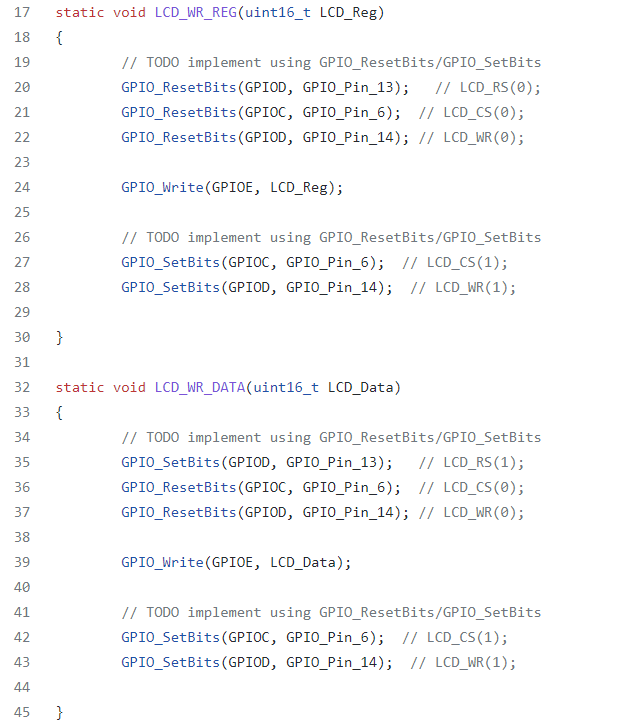 17 static void LCD_WR_REG(uint16_t LCD_Reg)
18 {
19 // TODO implement using GPIO_ResetBits/GPIO_SetBits
20 GPIO_ResetBits(GPIOD, GPIO_Pin_13); // LCD_RS(0);
21 GPIO_ResetBits(GPIOC, GPIO_Pin_6); // LCD_CS(0);
22 GPIO_ResetBits(GPIOD, GPIO_Pin_14); // LCD_WR(0);
23
24 GPIO_Write(GPIOE, LCD_Reg);
25
26 // TODO implement using GPIO_ResetBits/GPIO_SetBits
27 GPIO_SetBits(GPIOC, GPIO_Pin_6); // LCD_CS(1);
28 GPIO_SetBits(GPIOD, GPIO_Pin_14); // LCD_WR(1);
29
30 }
31
32 static void LCD_WR_DATA(uint16_t LCD_Data)
33 {
34 // TODO implement using GPIO_ResetBits/GPIO_SetBits
35 GPIO_SetBits(GPIOD, GPIO_Pin_13); // LCD_RS(1);
36 GPIO_ResetBits(GPIOC, GPIO_Pin_6); // LCD_CS(0);
37 GPIO_ResetBits(GPIOD, GPIO_Pin_14); // LCD_WR(0);
38
39 GPIO_Write(GPIOE, LCD_Data);
40
41 // TODO implement using GPIO_ResetBits/GPIO_SetBits
42 GPIO_SetBits(GPIOC, GPIO_Pin_6); // LCD_CS(1);
43 GPIO_SetBits(GPIOD, GPIO_Pin_14); // LCD_WR(1);
44
45 }